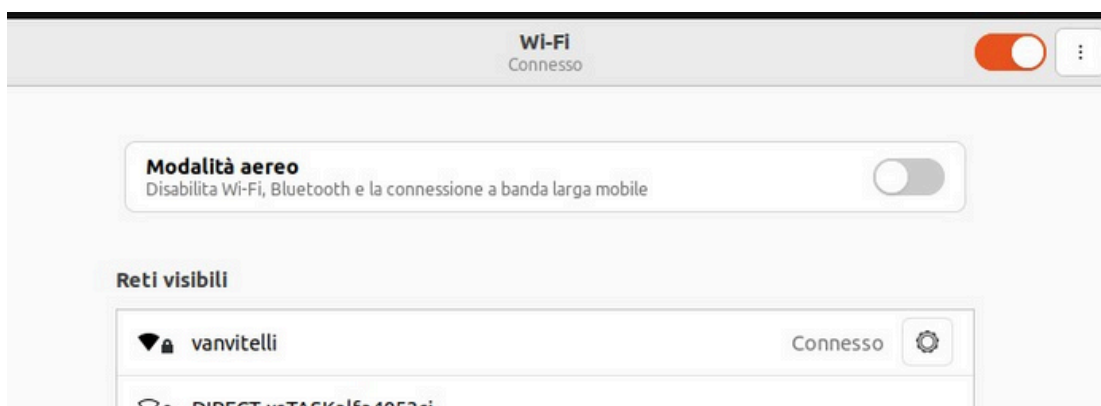 Wi-Fi
Connesso
Modalità aereo
Disabilita Wi-Fi, Bluetooth e la connessione a banda larga mobile
Reti visibili
vanvitelli Connesso